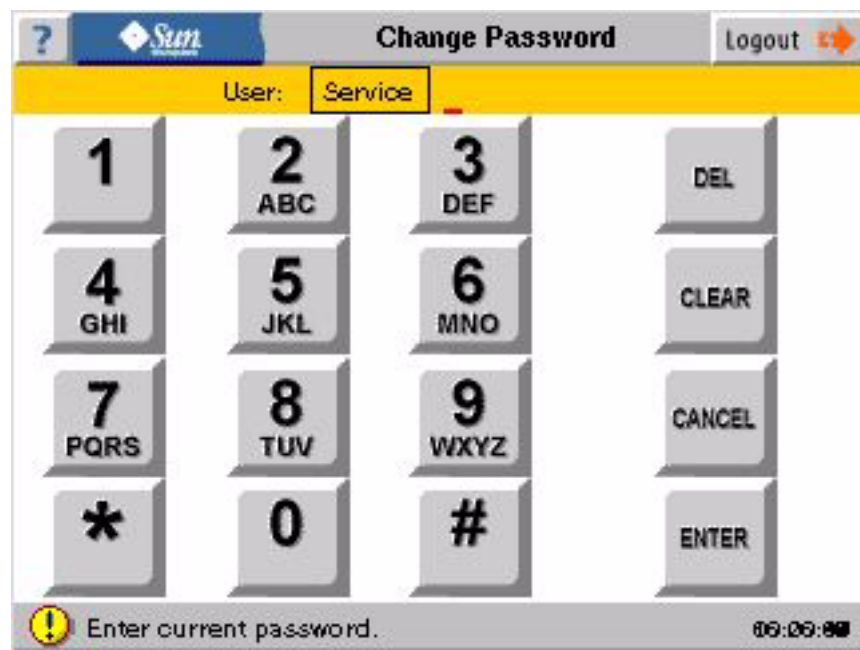 ? Sun Change Password Logout
User: Service
1 2 3 DEL
ABC DEF
4 5 6 CLEAR
GHI JKL MNO
7 8 9 CANCEL
PQRS TUV WXYZ
* 0 # ENTER
Enter current password.